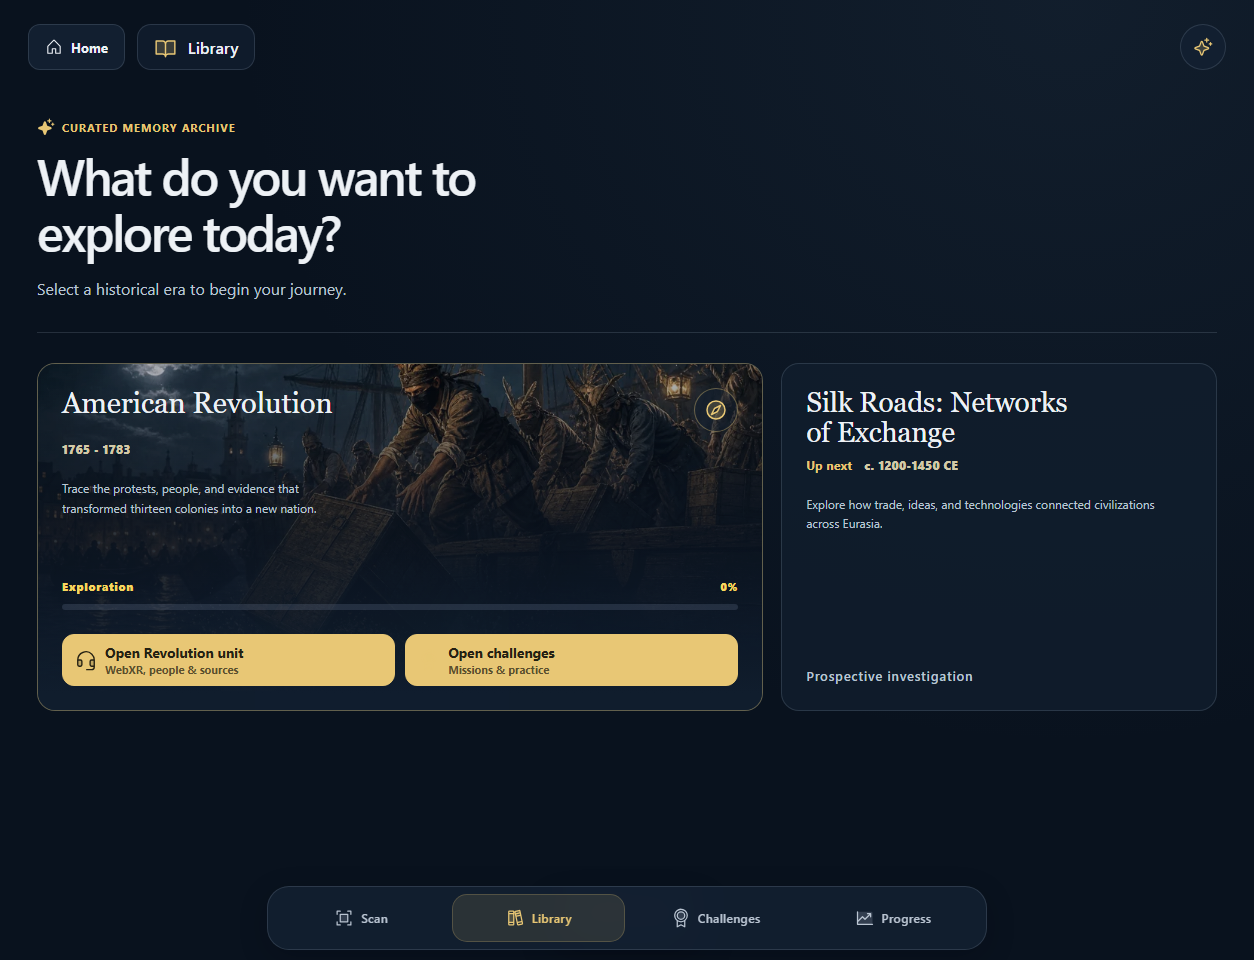 Home
Library
CURATED MEMORY ARCHIVE
What do you want to
explore today?
Select a historical era to begin your journey.
American Revolution
1765 - 1783
Trace the protests, people, and evidence that
transformed thirteen colonies into a new nation.
Exploration
0%
Open Revolution unit
WebXR, people & sources
Open challenges
Missions & practice
Silk Roads: Networks
of Exchange
Up next c. 1200-1450 CE
Explore how trade, ideas, and technologies connected civilizations
across Eurasia.
Prospective investigation
Scan
Library
Challenges
Progress